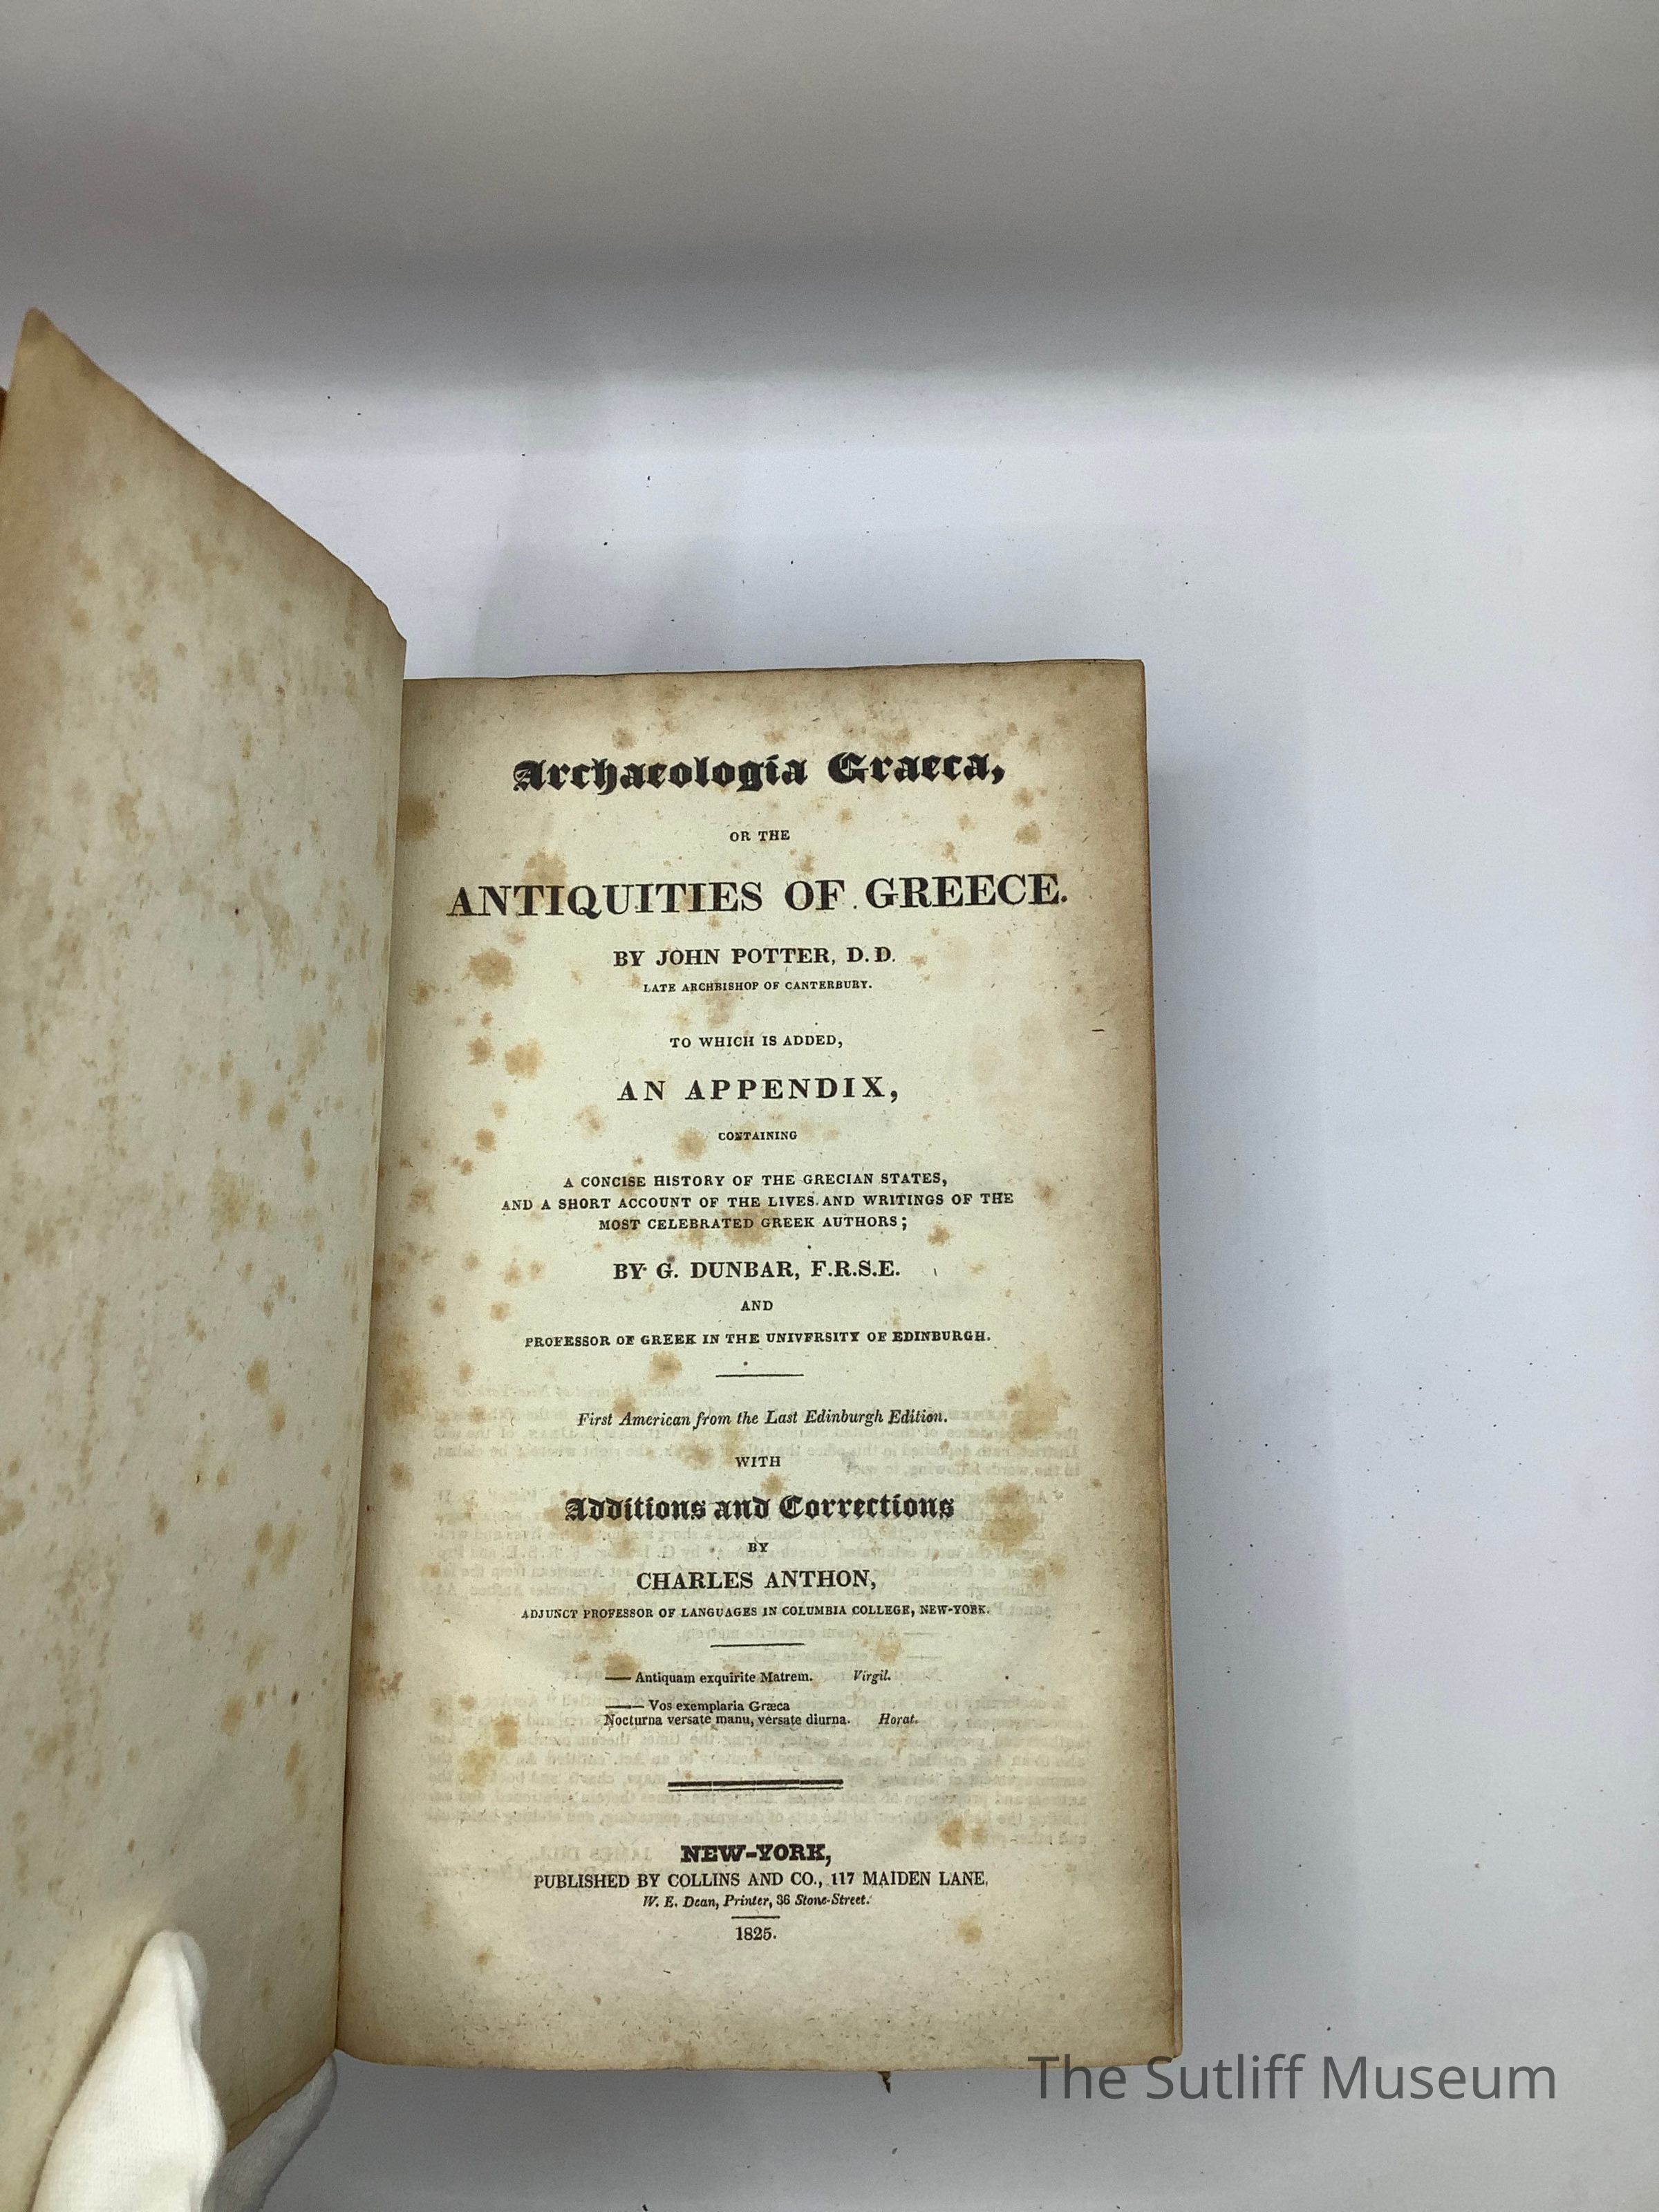 Archaeologia Graeca,
OR THE
ANTIQUITIES OF GREECE.
BY JOHN POTTER, D.D.
LATE ARCHBISHOP OF CANTERBURY.
TO WHICH IS ADDED,
AN APPENDIX,
CONTAINING
A CONCISE HISTORY OF THE GRECIAN STATES,
AND A SHORT ACCOUNT OF THE LIVES AND WRITINGS OF THE
MOST CELEBRATED GREEK AUTHORS;
BY G. DUNBAR, F.R.S.E.
AND
PROFESSOR OF GREEK IN THE UNIVFRSITY OF EDINBURGH.
First American from the Last Edinburgh Edition.
WITH
Additions and Corrections
BY
CHARLES ANTHON,
ADJUNCT PROFESSOR OF LANGUAGES IN COLUMBIA COLLEGE, NEW-YORK.
—— Antiquam exquirite Matrem. Virgil.
—— Vos exemplaria Græca
Nocturna versate manu, versate diurna. Horat.
NEW-YORK,
PUBLISHED BY COLLINS AND CO., 117 MAIDEN LANE,
W. E. Dean, Printer, 36 Stone-Street.
1825.
The Sutliff Museum